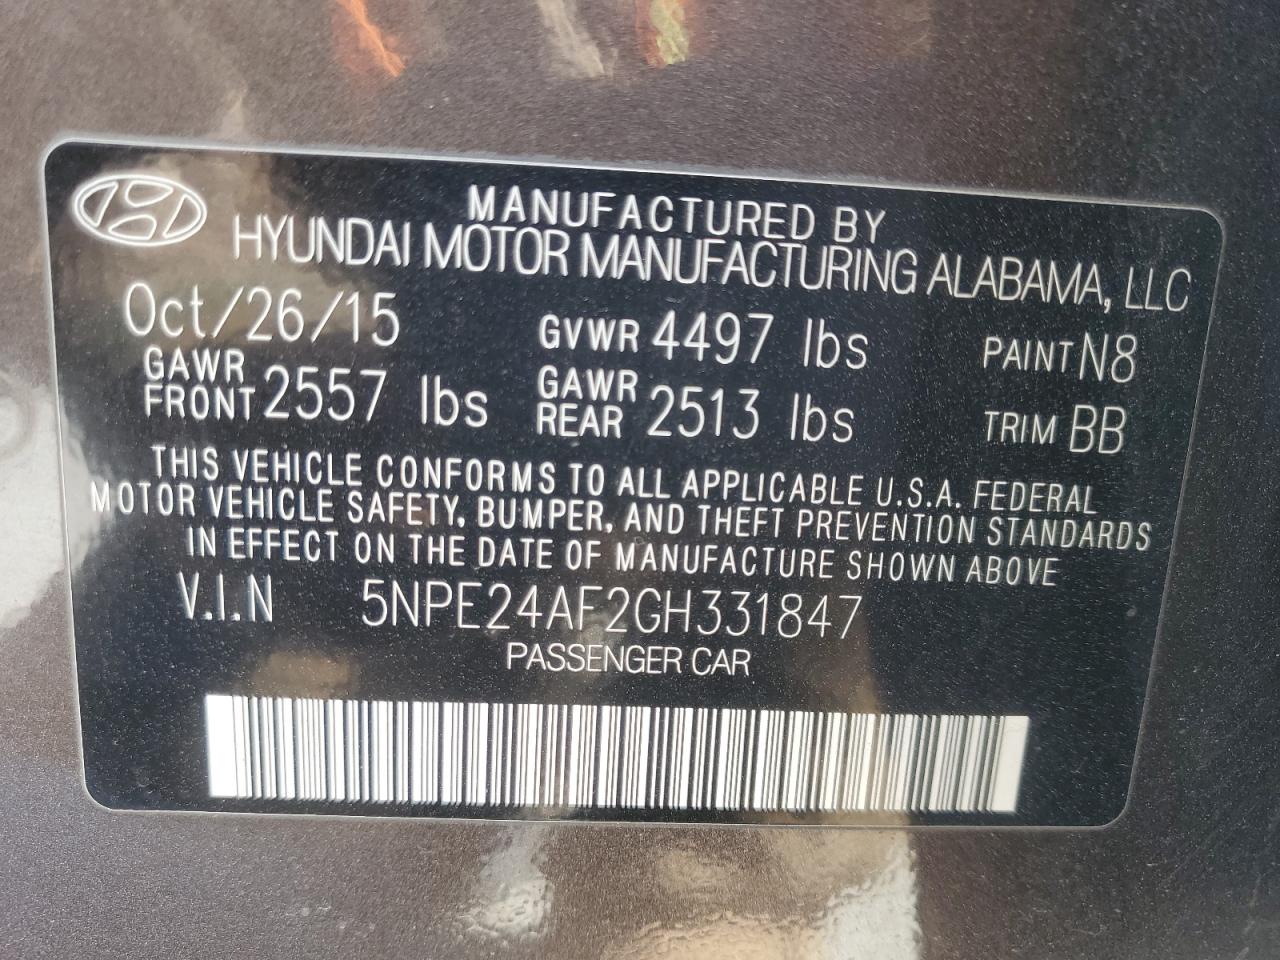 MANUFACTURED BY
HYUNDAI MOTOR MANUFACTURING ALABAMA, LLC
Oct/26/15 GVWR 4497 lbs PAINT N8
GAWR FRONT 2557 lbs GAWR REAR 2513 lbs TRIM BB
THIS VEHICLE CONFORMS TO ALL APPLICABLE U.S.A. FEDERAL
MOTOR VEHICLE SAFETY, BUMPER, AND THEFT PREVENTION STANDARDS
IN EFFECT ON THE DATE OF MANUFACTURE SHOWN ABOVE
V.I.N 5NPE24AF2GH331847
PASSENGER CAR